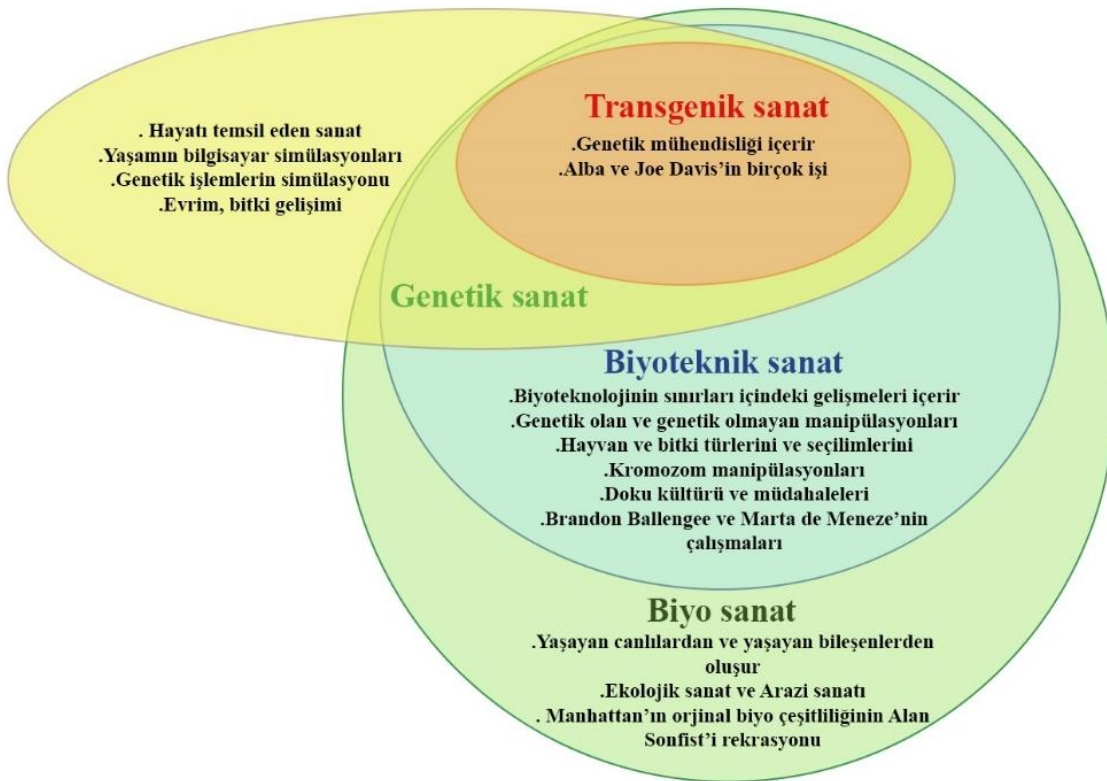 Transgenik sanat
.Genetik mühendisliği içerir
.Alba ve Joe Davis’in birçok işi
. Hayatı temsil eden sanat
.Yaşamın bilgisayar simülasyonları
.Genetik işlemlerin simülasyonu
.Evrim, bitki gelişimi
Genetik sanat
Biyoteknik sanat
.Biyoteknolojinin sınırları içindeki gelişmeleri içerir
.Genetik olan ve genetik olmayan manipülasyonları
.Hayvan ve bitki türlerini ve seçilimlerini
.Kromozom manipülasyonları
.Doku kültürü ve müdahaleleri
.Brandon Ballengee ve Marta de Meneze’nin
çalışmaları
Biyo sanat
.Yaşayan canlılardan ve yaşayan bileşenlerden
oluşur
.Ekolojik sanat ve Arazi sanatı
. Manhattan’ın orjinal biyo çeşitliliğinin Alan
Sonfist’i rekrasyonu